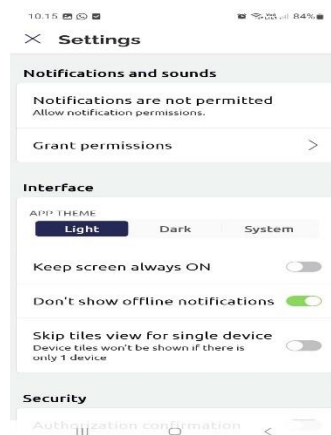 10.15 84%
Settings
Notifications and sounds
Notifications are not permitted
Allow notification permissions.
Grant permissions
Interface
APP THEME
Light Dark System
Keep screen always ON
Don't show offline notifications
Skip tiles view for single device
Device tiles won't be shown if there is
only 1 device
Security
Authorization confirmation